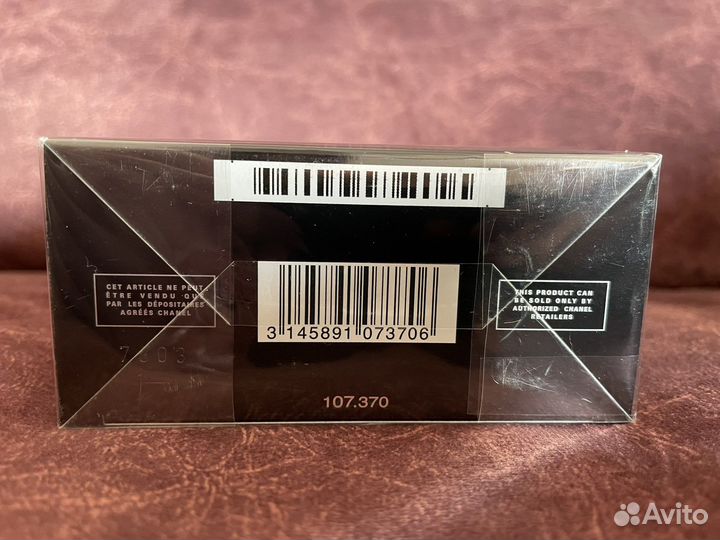 CET ARTICLE NE PEUT
ÊTRE VENDU QUE
PAR LES DÉPOSITAIRES
AGRÉÉS CHANEL
3 145891 073706
THIS PRODUCT CAN
BE SOLD ONLY BY
AUTHORIZED CHANEL
RETAILERS
107.370
Avito